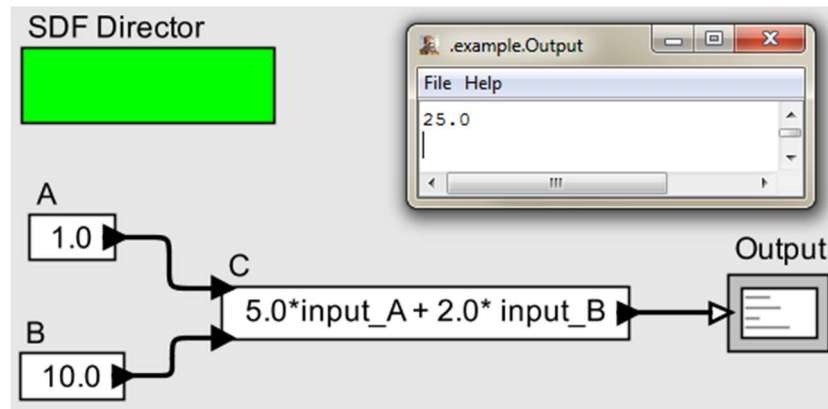 SDF Director
.example.Output
File Help
25.0
A
1.0
C
5.0*input_A + 2.0* input_B
Output
B
10.0